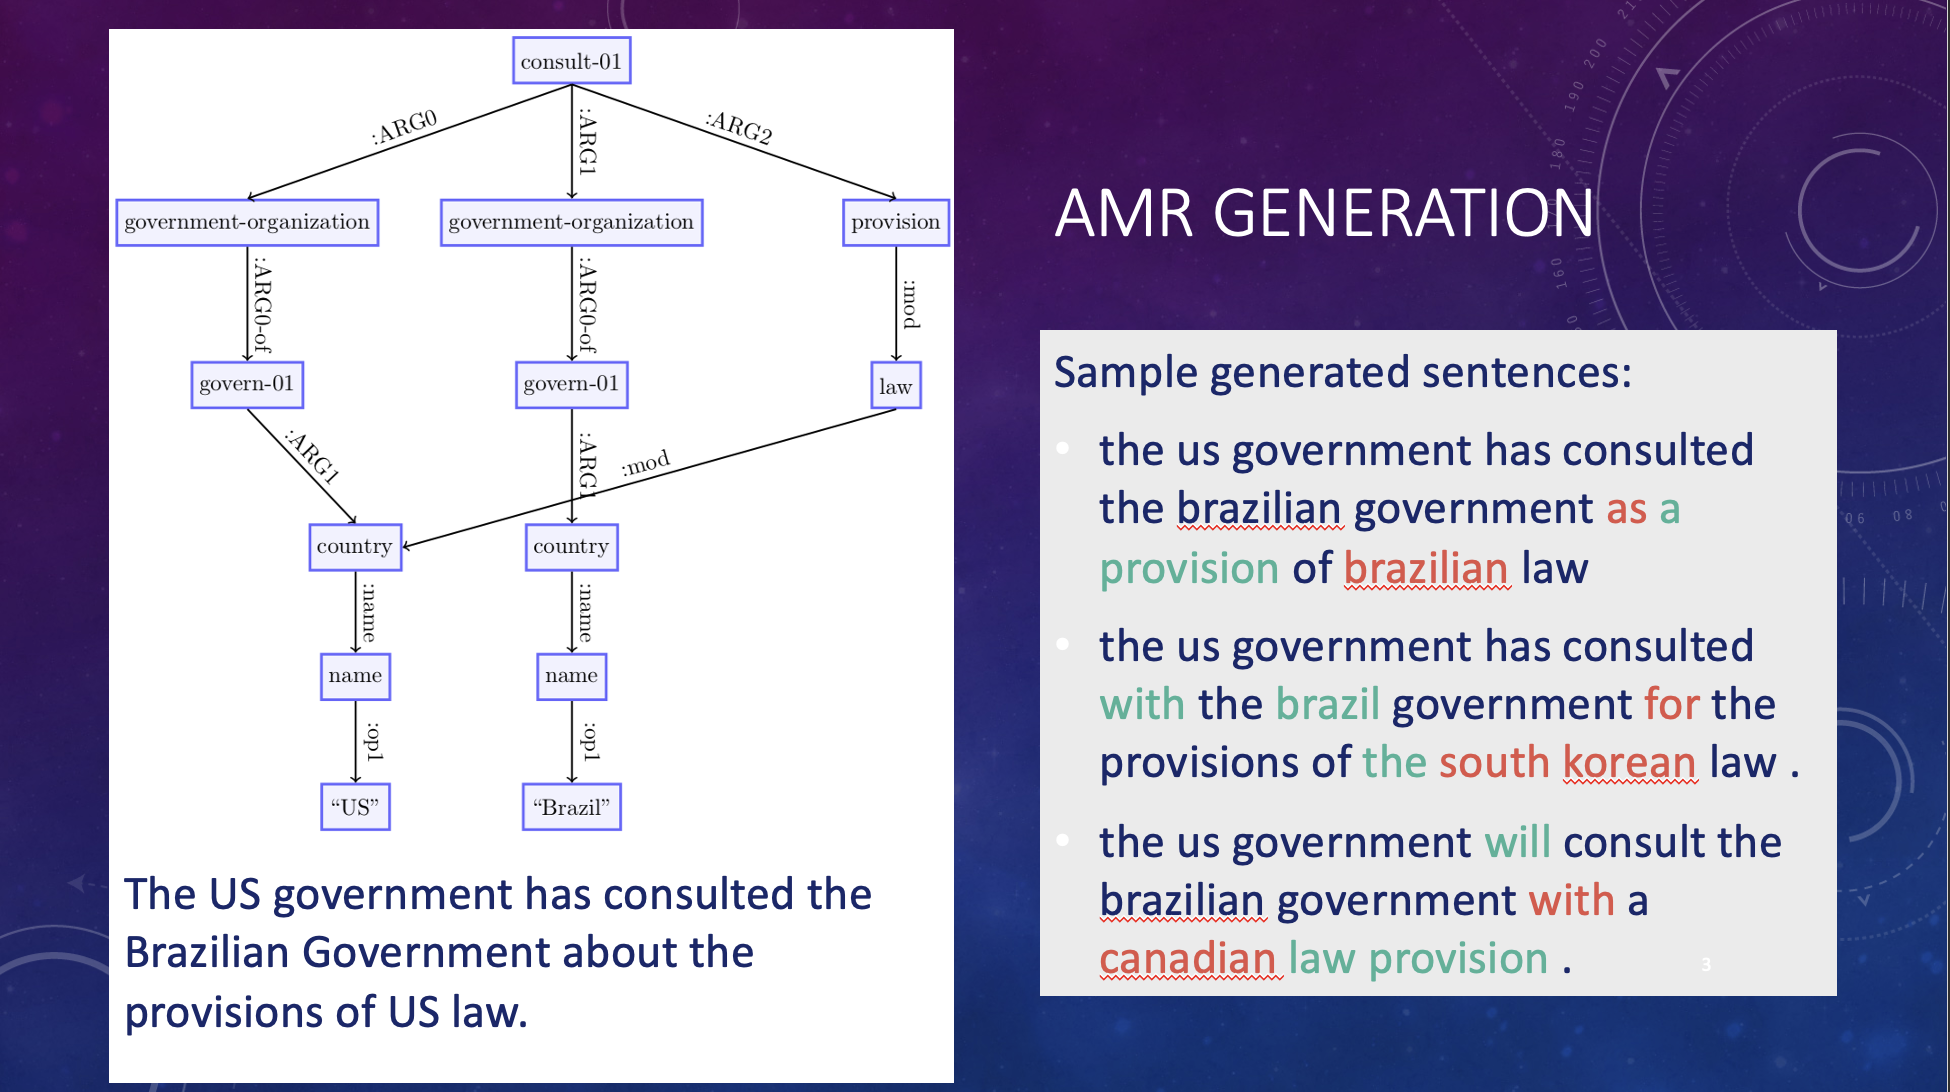 consult-01
:ARG0
:ARG1
:ARG2
government-organization
government-organization
provision
:ARG0-of
:ARG0-of
:mod
govern-01
govern-01
law
:ARG1
:ARG1
:mod
country
country
:name
:name
name
name
:op1
:op1
“US”
“Brazil”
The US government has consulted the
Brazilian Government about the
provisions of US law.
AMR GENERATION
Sample generated sentences:
• the us government has consulted
the brazilian government as a
provision of brazilian law
• the us government has consulted
with the brazil government for the
provisions of the south korean law .
• the us government will consult the
brazilian government with a
canadian law provision .
3
200
190
180
160